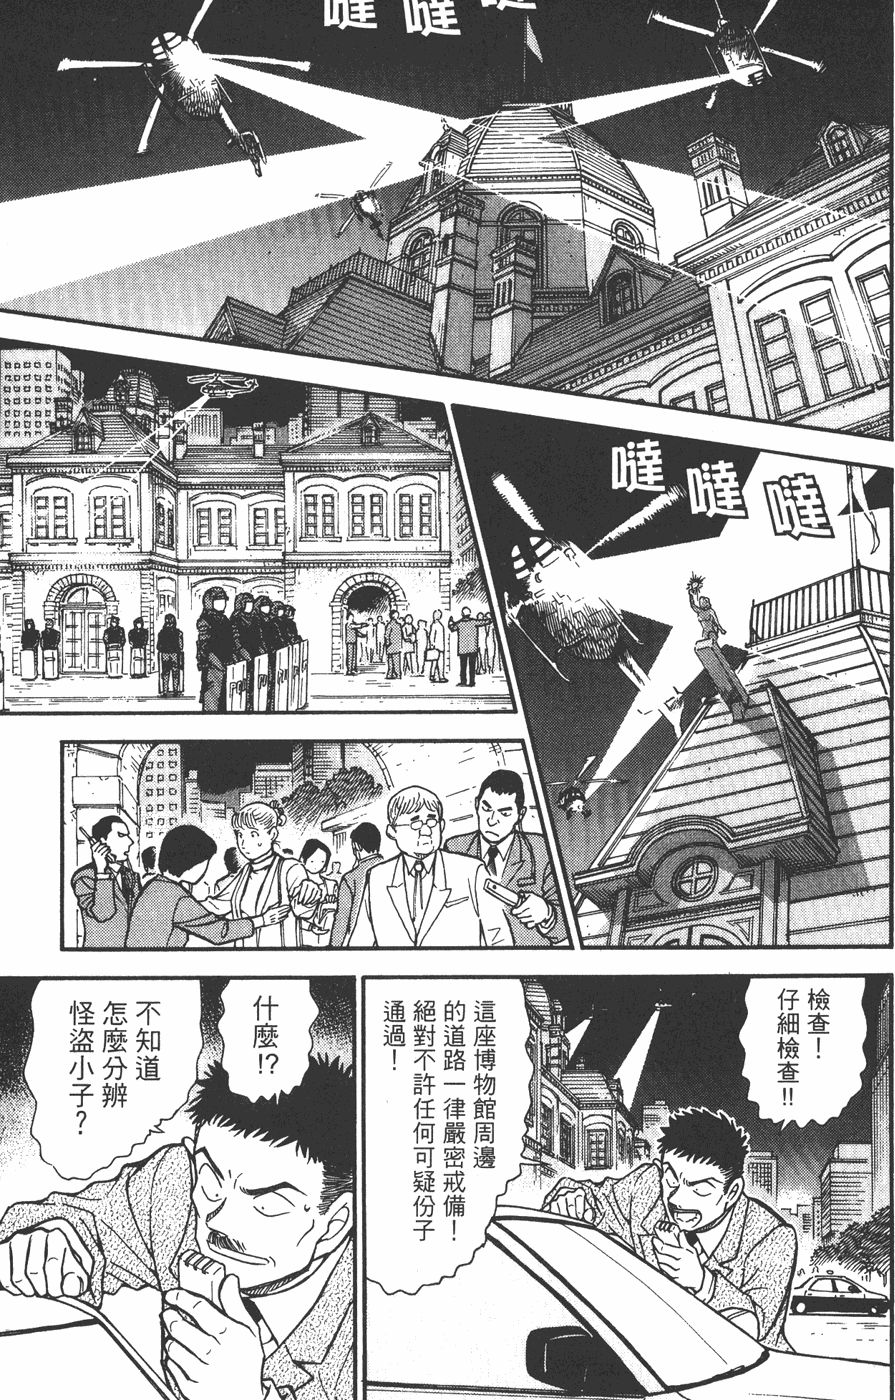 噠
噠
噠
噠
噠
噠
檢查！
仔細檢查!!
這座博物館周邊
的道路一律嚴密戒備！
絕對不許任何可疑份子
通過！
什麼!?
不知道
怎麼分辨
怪盜小子？